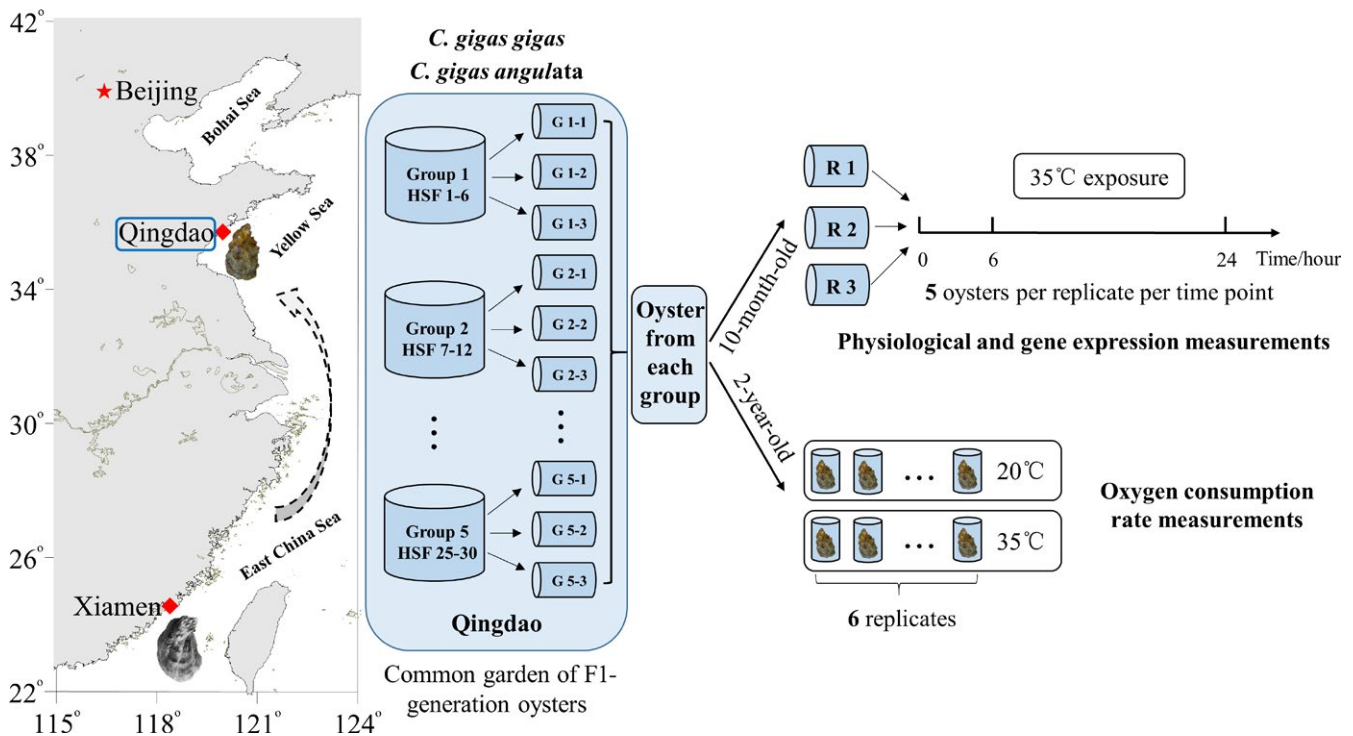 42°
38°
34°
30°
26°
22°
115°
118°
121°
124°
Beijing
Bohai Sea
Qingdao
Yellow Sea
East China Sea
Xiamen
C. gigas gigas
C. gigas angulata
Group 1
HSF 1-6
G 1-1
G 1-2
G 1-3
Group 2
HSF 7-12
G 2-1
G 2-2
G 2-3
Group 5
HSF 25-30
G 5-1
G 5-2
G 5-3
Qingdao
Common garden of F1-
generation oysters
Oyster
from
each
group
10-month-old
2-year-old
R 1
R 2
R 3
35℃ exposure
0
6
24
Time/hour
5 oysters per replicate per time point
Physiological and gene expression measurements
20℃
35℃
6 replicates
Oxygen consumption
rate measurements